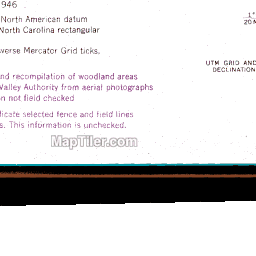 946
North American datum
North Carolina rectangular
verse Mercator Grid ticks,
nd recompilation of woodland areas
Valley Authority from aerial photographs
n not field checked
licate selected fence and field lines
s. This information is unchecked.
1°
20 M
UTM GRID AND
DECLINATION
MapTiler.com